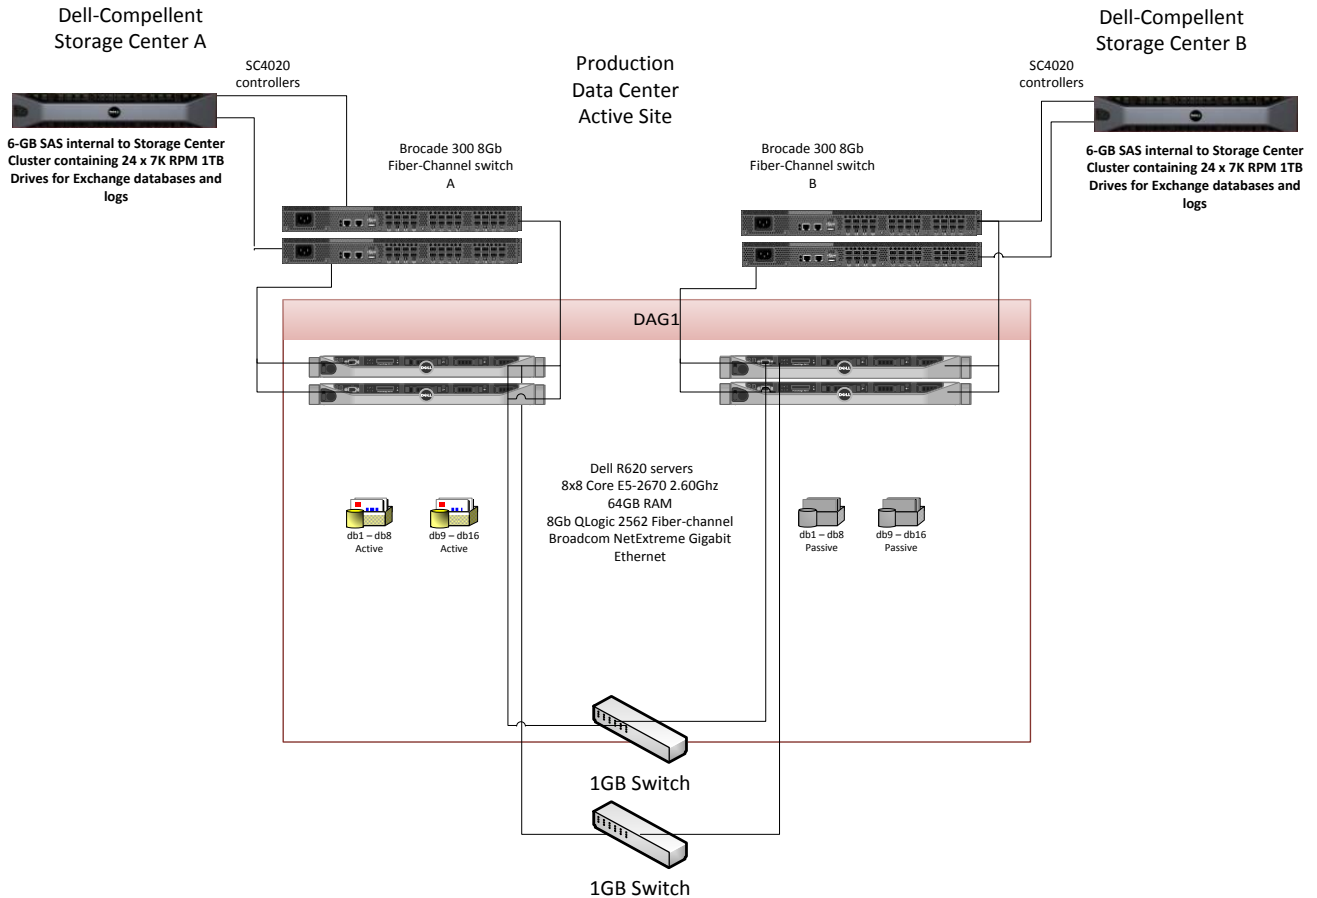 Dell-Compellent
Storage Center A
SC4020
controllers
6-GB SAS internal to Storage Center
Cluster containing 24 x 7K RPM 1TB
Drives for Exchange databases and
logs
Production
Data Center
Active Site
Dell-Compellent
Storage Center B
SC4020
controllers
6-GB SAS internal to Storage Center
Cluster containing 24 x 7K RPM 1TB
Drives for Exchange databases and
logs
Brocade 300 8Gb
Fiber-Channel switch
A
Brocade 300 8Gb
Fiber-Channel switch
B
DAG1
Dell R620 servers
8x8 Core E5-2670 2.60Ghz
64GB RAM
8Gb QLogic 2562 Fiber-channel
Broadcom NetExtreme Gigabit
Ethernet
db1 – db8
Active
db9 – db16
Active
db1 – db8
Passive
db9 – db16
Passive
1GB Switch
1GB Switch